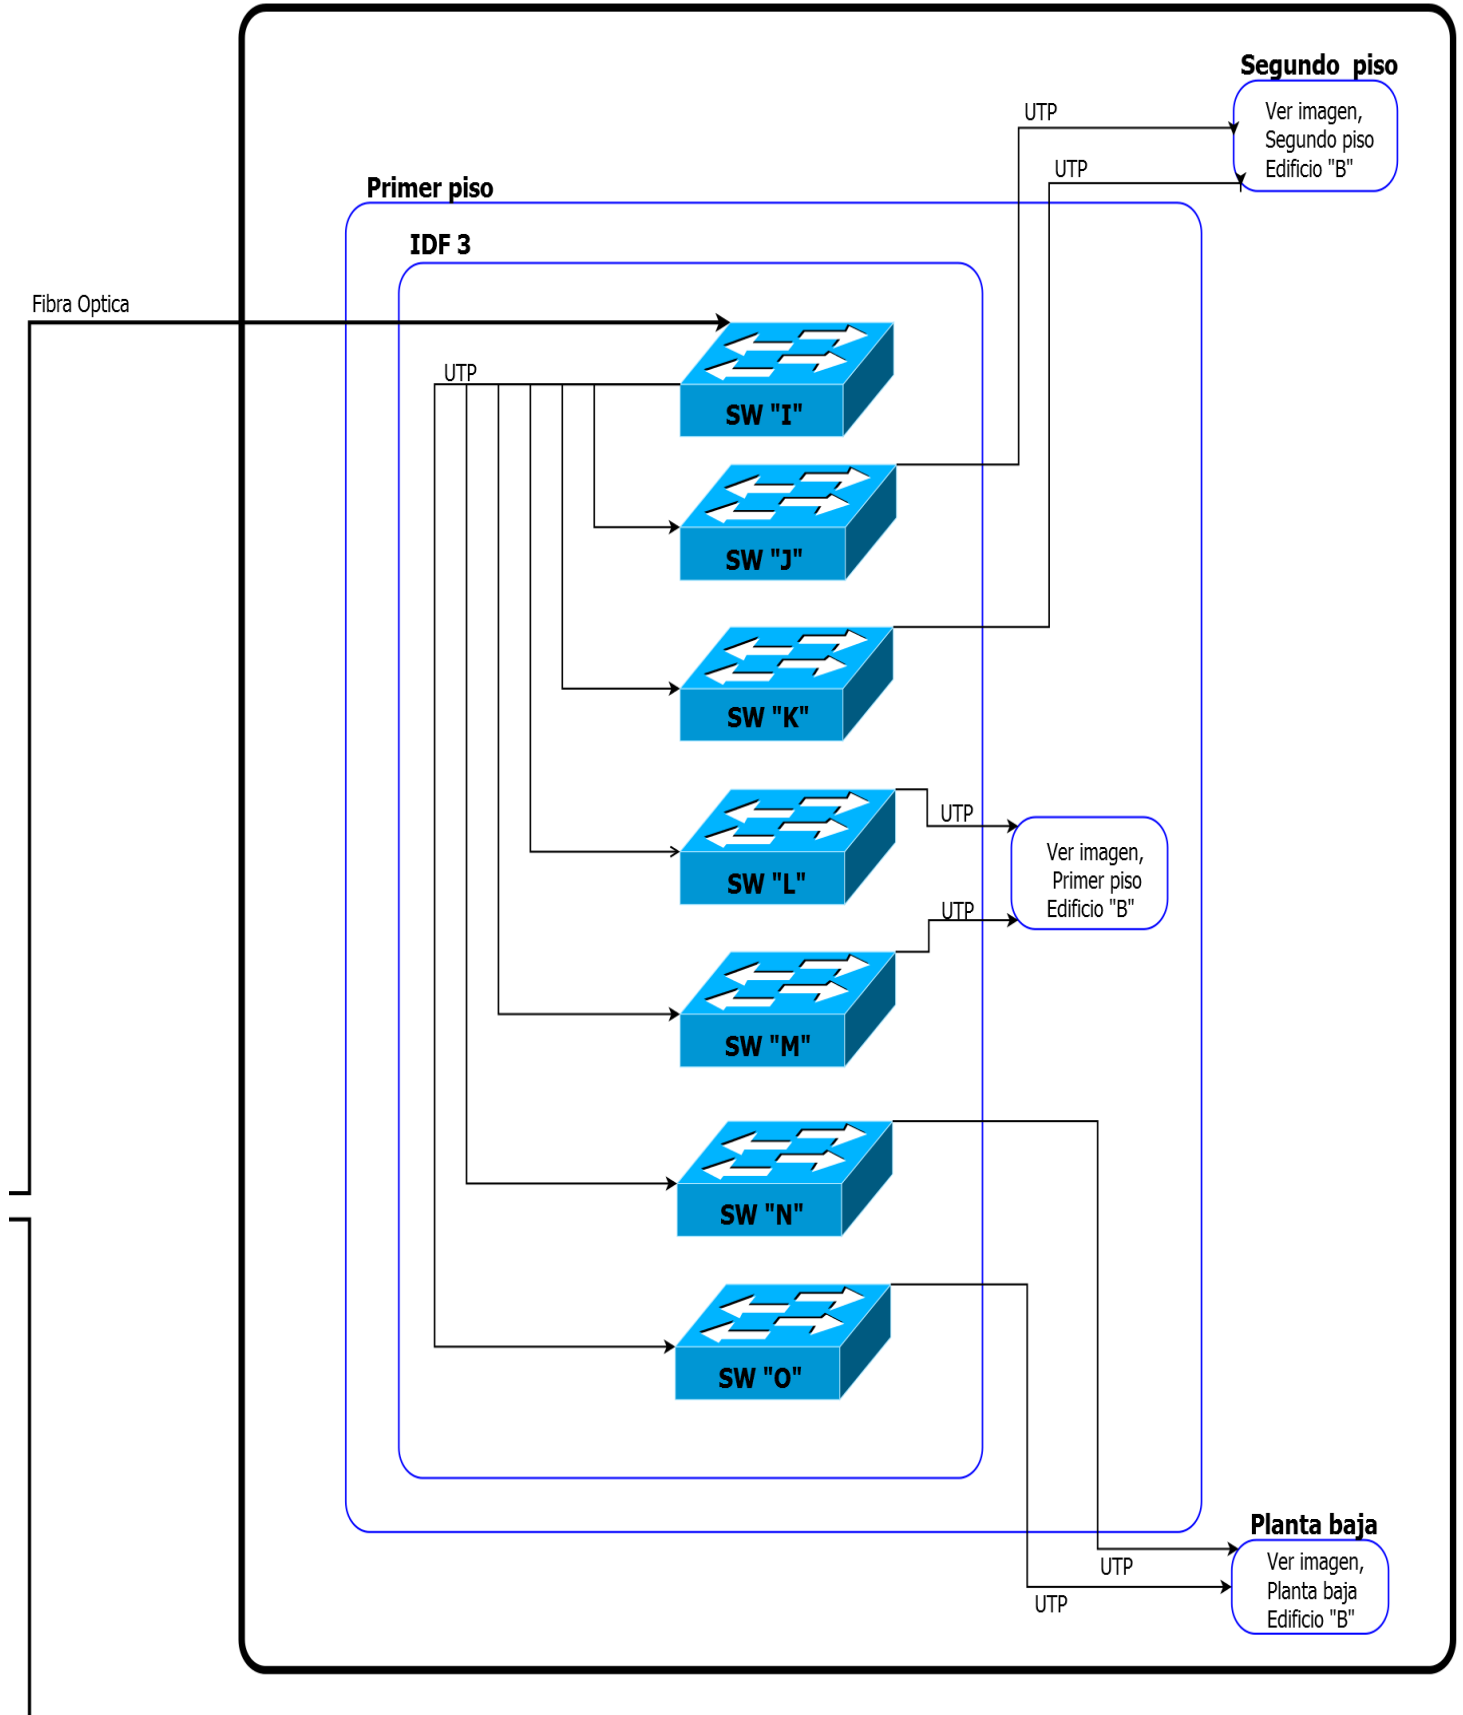 Segundo piso
Ver imagen,
Segundo piso
Edificio "B"
UTP
UTP
Primer piso
IDF 3
Fibra Optica
UTP
SW "I"
SW "J"
SW "K"
SW "L"
UTP
Ver imagen,
Primer piso
Edificio "B"
UTP
SW "M"
SW "N"
SW "O"
Planta baja
Ver imagen,
Planta baja
Edificio "B"
UTP
UTP